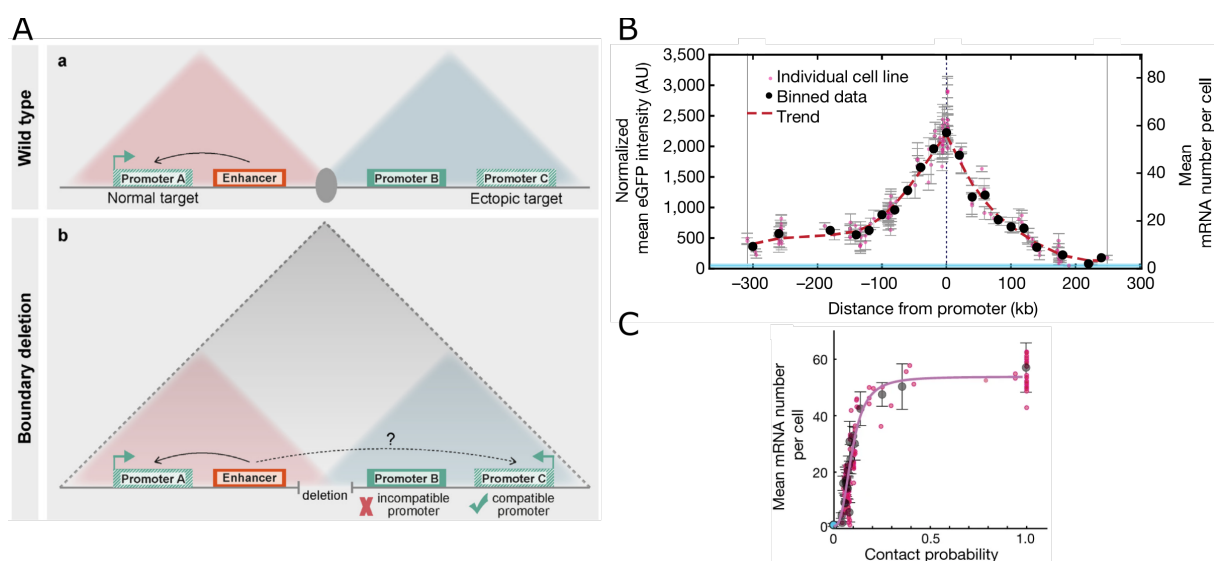 A
a
Wild type
Promoter A
Enhancer
Promoter B
Promoter C
Normal target
Ectopic target
b
Boundary deletion
?
Promoter A
Enhancer
Promoter B
Promoter C
deletion
incompatible
promoter
compatible
promoter
B
Normalized
mean eGFP intensity (AU)
3,500
3,000
2,500
2,000
1,500
1,000
500
0
Individual cell line
Binned data
Trend
80
60
40
20
0
Mean
mRNA number per cell
−300 −200 −100 0 100 200 300
Distance from promoter (kb)
C
Mean mRNA number
per cell
60
40
20
0
0 0.5 1.0
Contact probability